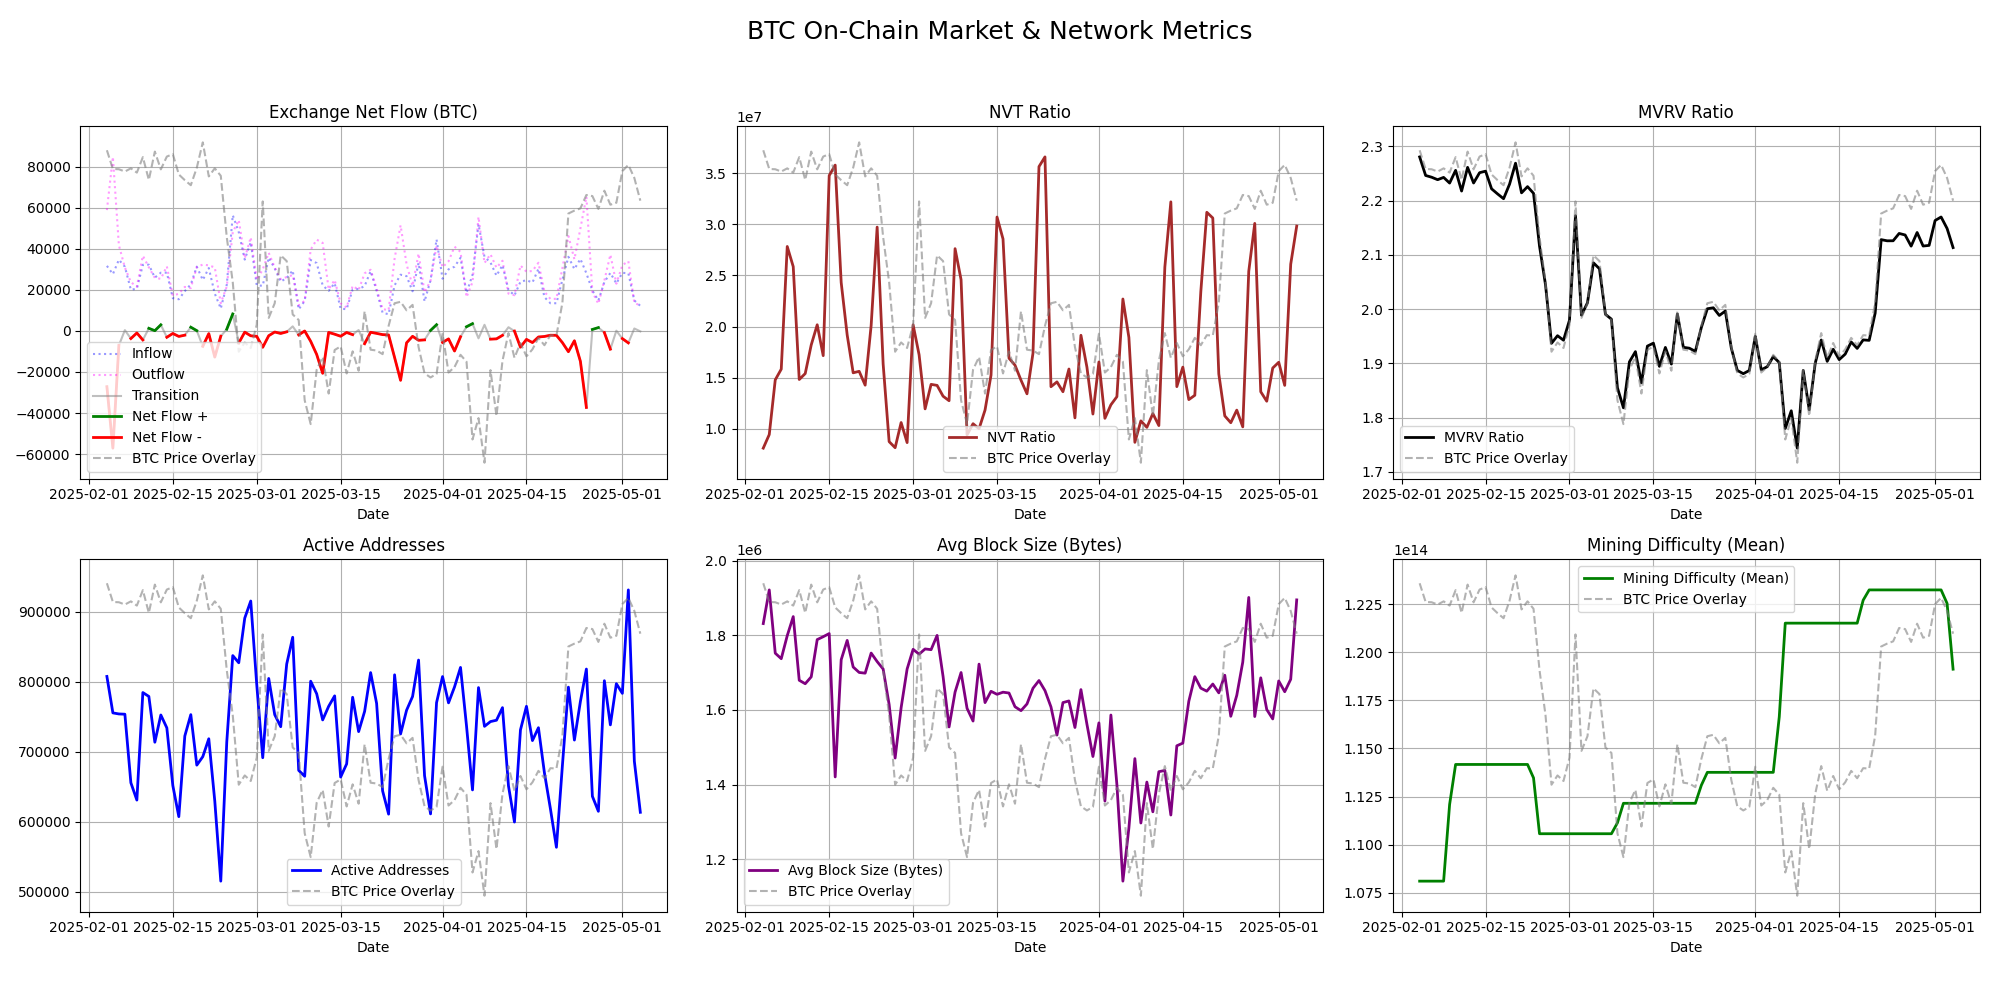 BTC On-Chain Market & Network Metrics
Exchange Net Flow (BTC)
80000
60000
40000
20000
0
−20000
−40000
−60000
Inflow
Outflow
Transition
Net Flow +
Net Flow -
BTC Price Overlay
2025-02-01 2025-02-15 2025-03-01 2025-03-15 2025-04-01 2025-04-15 2025-05-01
Date
NVT Ratio
1e7
3.5
3.0
2.5
2.0
1.5
1.0
NVT Ratio
BTC Price Overlay
2025-02-01 2025-02-15 2025-03-01 2025-03-15 2025-04-01 2025-04-15 2025-05-01
Date
MVRV Ratio
2.3
2.2
2.1
2.0
1.9
1.8
1.7
MVRV Ratio
BTC Price Overlay
2025-02-01 2025-02-15 2025-03-01 2025-03-15 2025-04-01 2025-04-15 2025-05-01
Date
Active Addresses
900000
800000
700000
600000
500000
Active Addresses
BTC Price Overlay
2025-02-01 2025-02-15 2025-03-01 2025-03-15 2025-04-01 2025-04-15 2025-05-01
Date
Avg Block Size (Bytes)
1e6
2.0
1.8
1.6
1.4
1.2
Avg Block Size (Bytes)
BTC Price Overlay
2025-02-01 2025-02-15 2025-03-01 2025-03-15 2025-04-01 2025-04-15 2025-05-01
Date
Mining Difficulty (Mean)
1e14
Mining Difficulty (Mean)
BTC Price Overlay
1.225
1.200
1.175
1.150
1.125
1.100
1.075
2025-02-01 2025-02-15 2025-03-01 2025-03-15 2025-04-01 2025-04-15 2025-05-01
Date